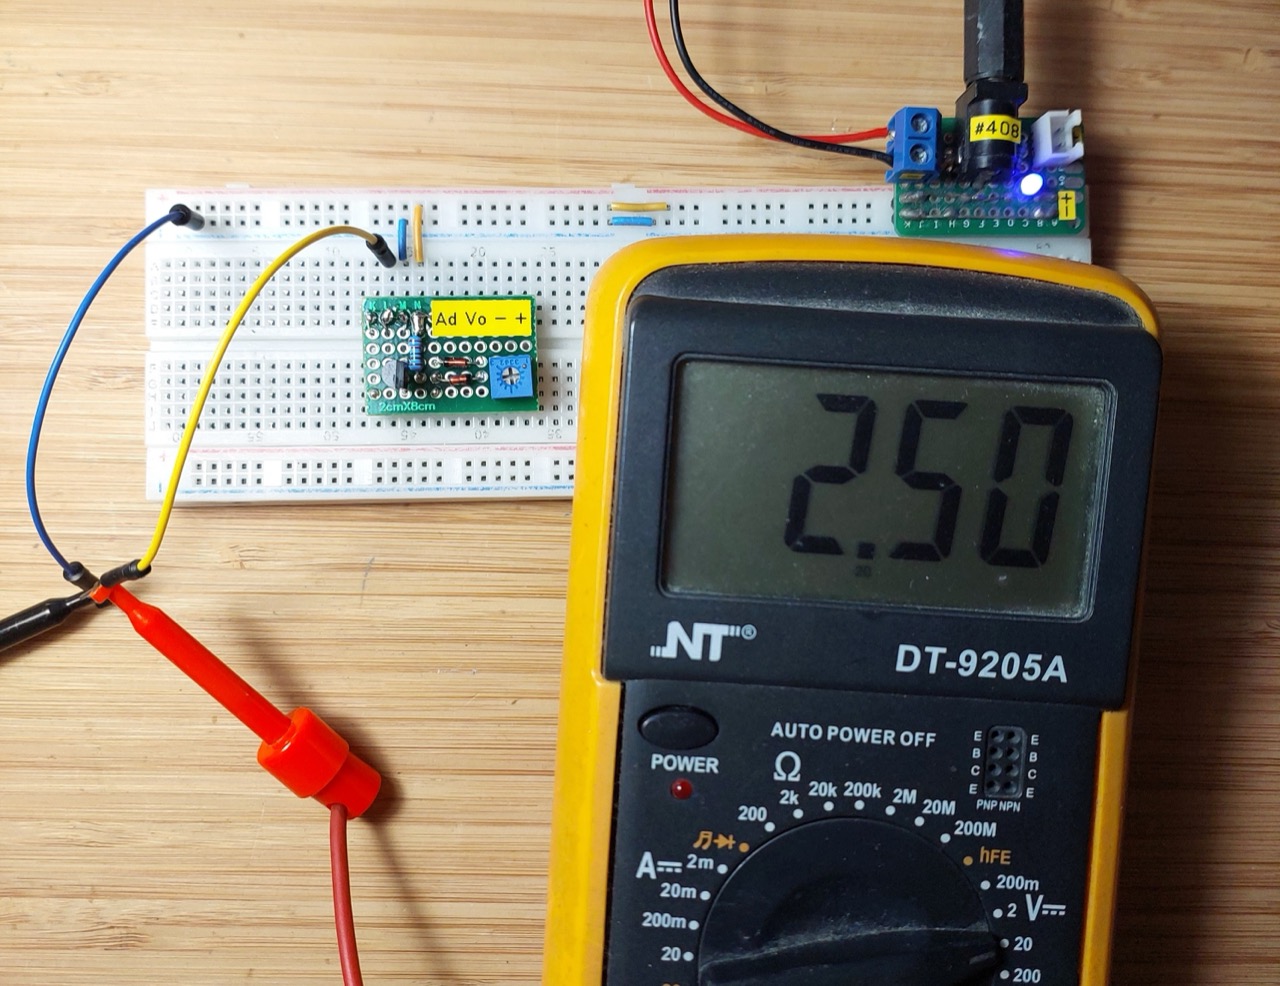 #408
+
−
Ad Vo − +
K L M N
2cmX8cm
2.50
20
"NT"®
DT-9205A
AUTO POWER OFF
POWER
Ω
E E
B B
C C
E E
PNP NPN
200
2k
20k
200k
2M
20M
200M
hFE
A
2m
20m
200m
20
200m
2
V
20
200